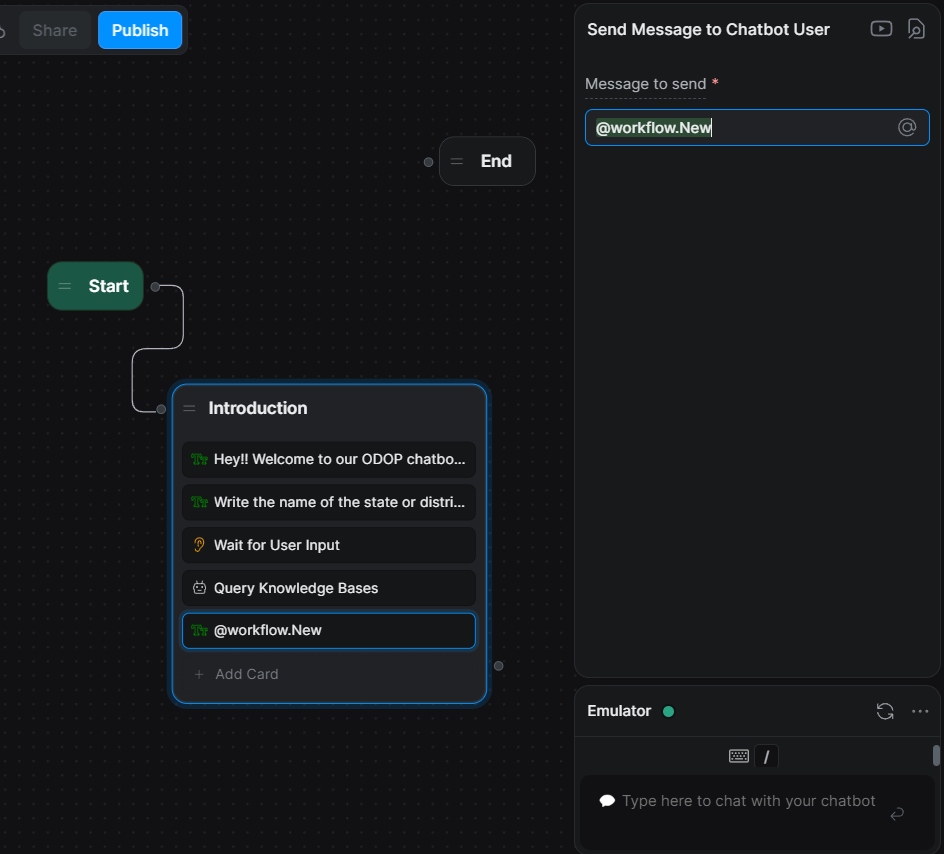 Share
Publish
End
Start
Introduction
Hey!! Welcome to our ODOP chatbo...
Write the name of the state or distri...
Wait for User Input
Query Knowledge Bases
@workflow.New
+ Add Card
Send Message to Chatbot User
Message to send *
@workflow.New
Emulator
/
Type here to chat with your chatbot